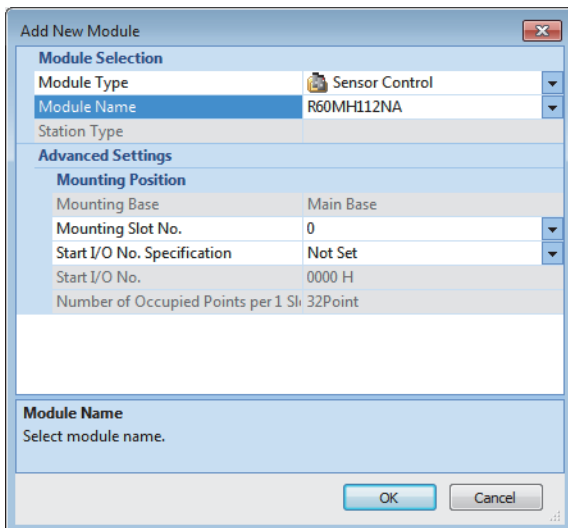 Add New Module
Module Selection
Module Type Sensor Control
Module Name R60MH112NA
Station Type
Advanced Settings
Mounting Position
Mounting Base Main Base
Mounting Slot No. 0
Start I/O No. Specification Not Set
Start I/O No. 0000 H
Number of Occupied Points per 1 Sl 32Point
Module Name
Select module name.
OK Cancel